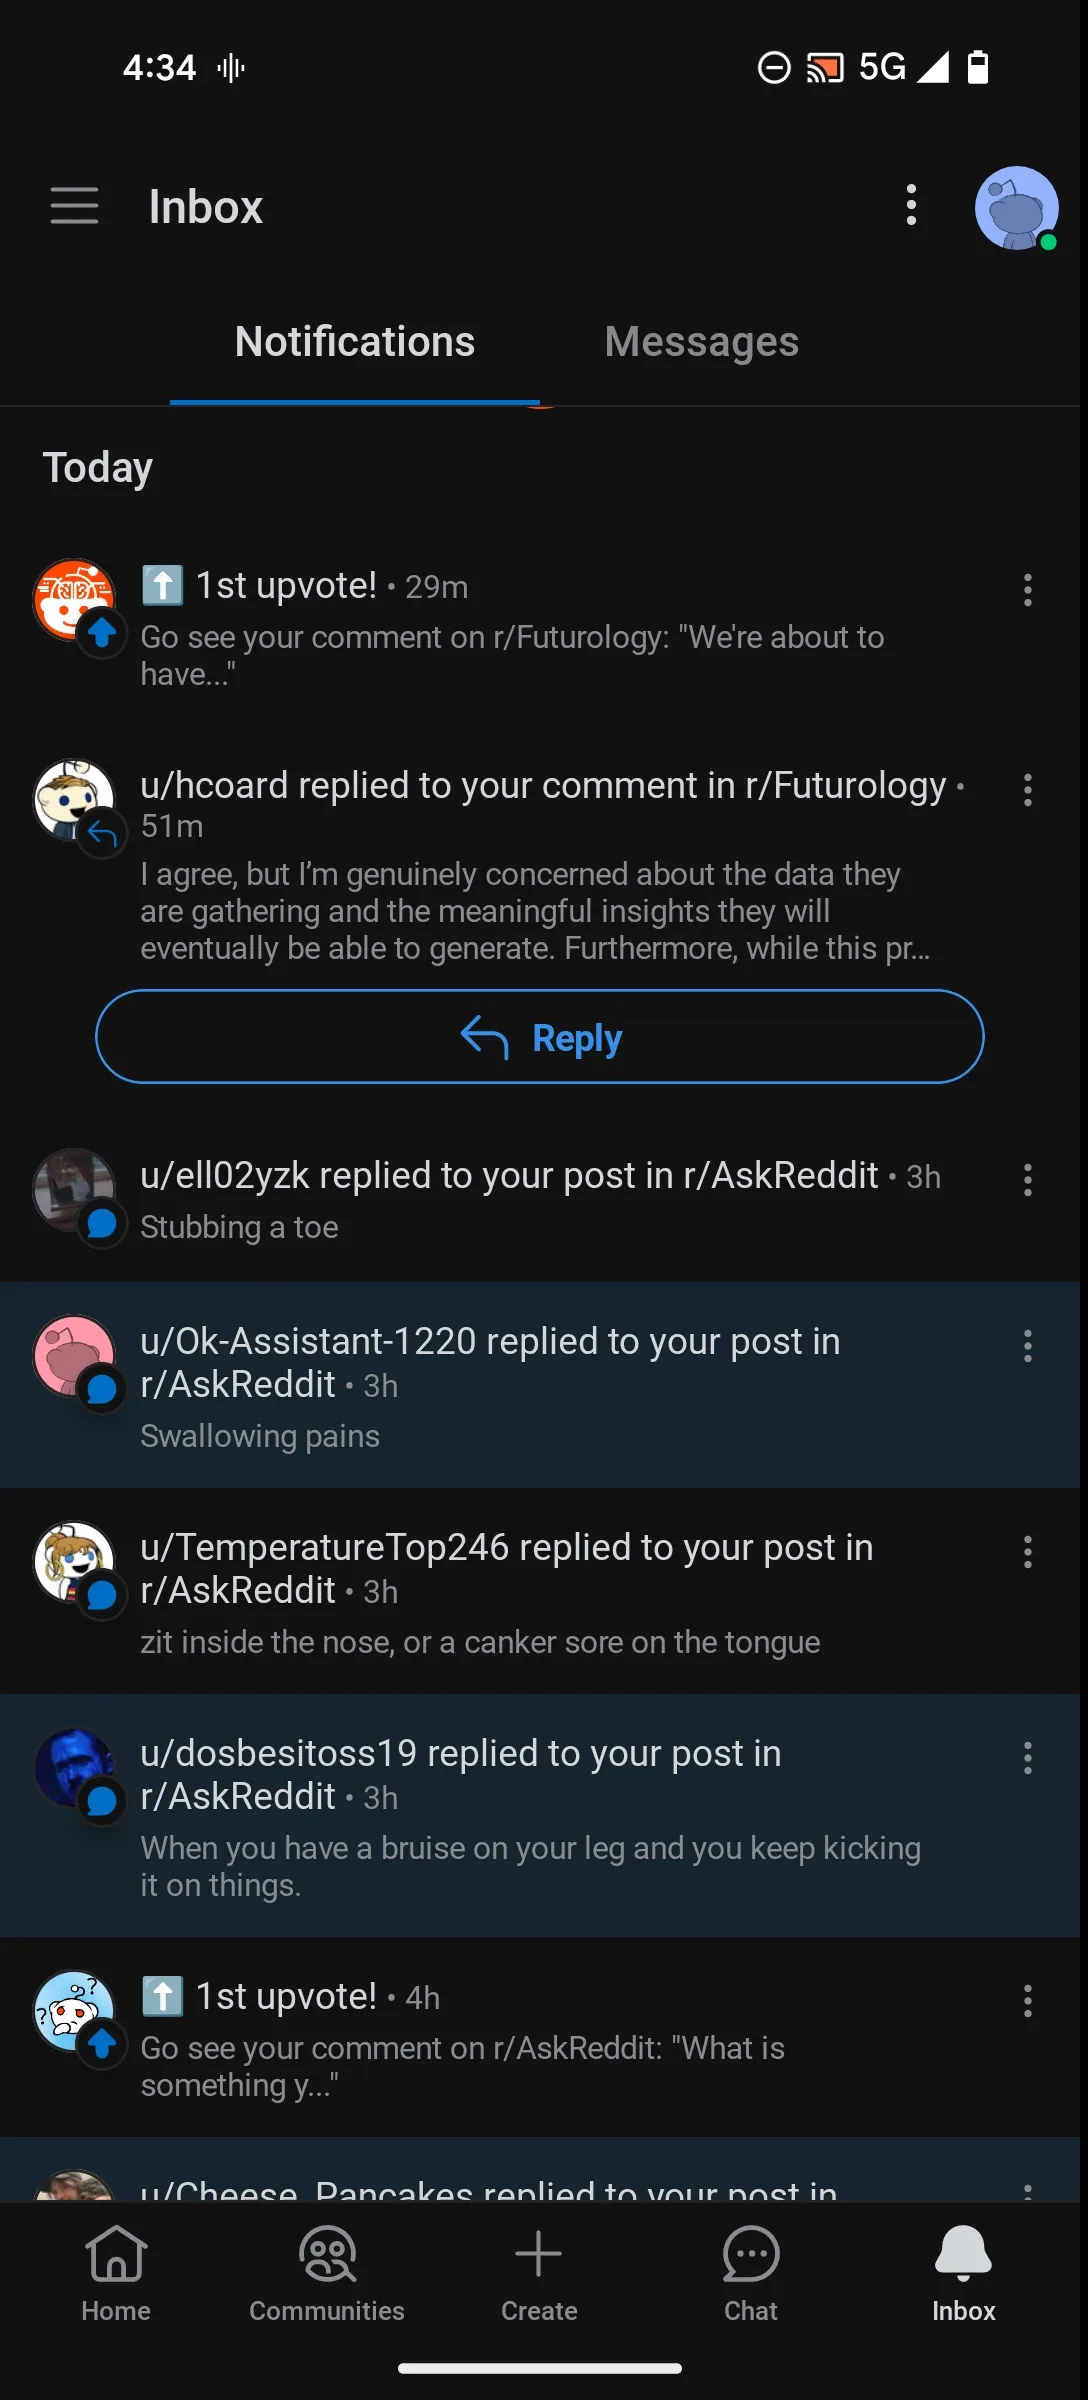 4:34 5G
Inbox
Notifications Messages
Today
⬆️ 1st upvote! • 29m
Go see your comment on r/Futurology: "We're about to
have..."
u/hcoard replied to your comment in r/Futurology •
51m
I agree, but I’m genuinely concerned about the data they
are gathering and the meaningful insights they will
eventually be able to generate. Furthermore, while this pr…
Reply
u/ell02yzk replied to your post in r/AskReddit • 3h
Stubbing a toe
u/Ok-Assistant-1220 replied to your post in
r/AskReddit • 3h
Swallowing pains
u/TemperatureTop246 replied to your post in
r/AskReddit • 3h
zit inside the nose, or a canker sore on the tongue
u/dosbesitoss19 replied to your post in
r/AskReddit • 3h
When you have a bruise on your leg and you keep kicking
it on things.
⬆️ 1st upvote! • 4h
Go see your comment on r/AskReddit: "What is
something y..."
u/Cheese_Pancakes replied to your post in
Home Communities Create Chat Inbox